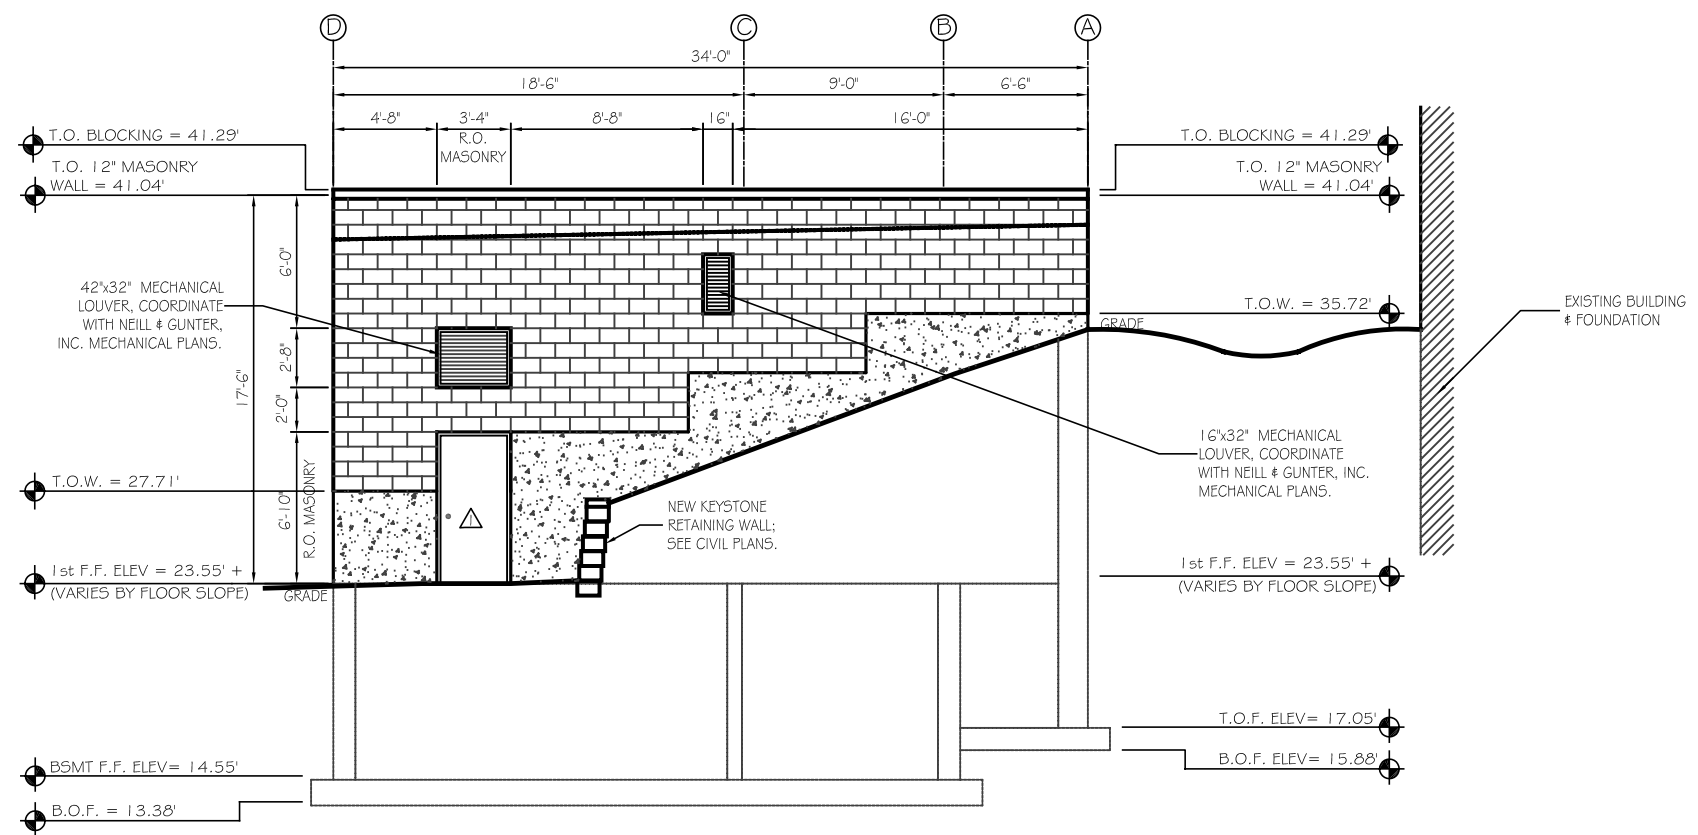 D
C
B
A
34'-0"
18'-6"
9'-0"
6'-6"
4'-8"
3'-4"
8'-8"
16"
16'-0"
R.O.
MASONRY
T.O. BLOCKING = 41.29'
T.O. 12" MASONRY
WALL = 41.04'
T.O. BLOCKING = 41.29'
T.O. 12" MASONRY
WALL = 41.04'
6'-0"
42"x32" MECHANICAL
LOUVER, COORDINATE
WITH NEILL & GUNTER,
INC. MECHANICAL PLANS.
2'-8"
17'-6"
2'-0"
T.O.W. = 35.72'
GRADE
EXISTING BUILDING
& FOUNDATION
16"x32" MECHANICAL
LOUVER, COORDINATE
WITH NEILL & GUNTER, INC.
MECHANICAL PLANS.
T.O.W. = 27.71'
6'-10"
R.O. MASONRY
1
NEW KEYSTONE
RETAINING WALL;
SEE CIVIL PLANS.
1st F.F. ELEV = 23.55' +
(VARIES BY FLOOR SLOPE)
GRADE
1st F.F. ELEV = 23.55' +
(VARIES BY FLOOR SLOPE)
T.O.F. ELEV= 17.05'
B.O.F. ELEV= 15.88'
BSMT F.F. ELEV= 14.55'
B.O.F. = 13.38'